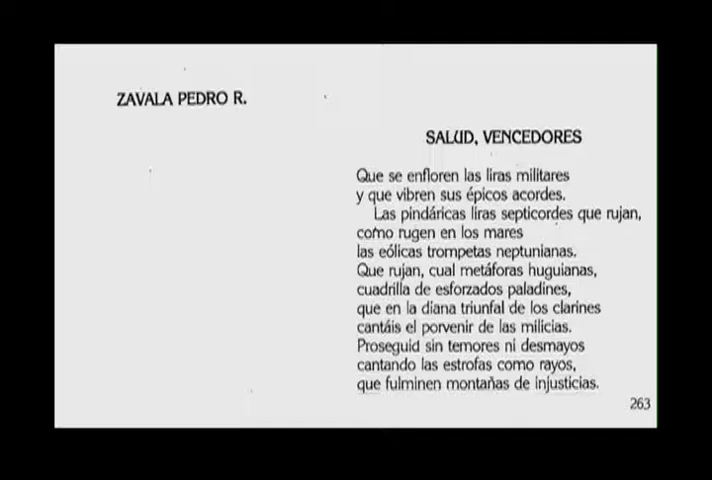 ZAVALA PEDRO R.
SALUD, VENCEDORES
Que se enfloren las liras militares
y que vibren sus épicos acordes.
Las pindáricas liras septicordes que rujan,
como rugen en los mares
las eólicas trompetas neptunianas.
Que rujan, cual metáforas huguianas,
cuadrilla de esforzados paladines,
que en la diana triunfal de los clarines
cantáis el porvenir de las milicias.
Proseguid sin temores ni desmayos
cantando las estrofas como rayos,
que fulminen montañas de injusticias.
263